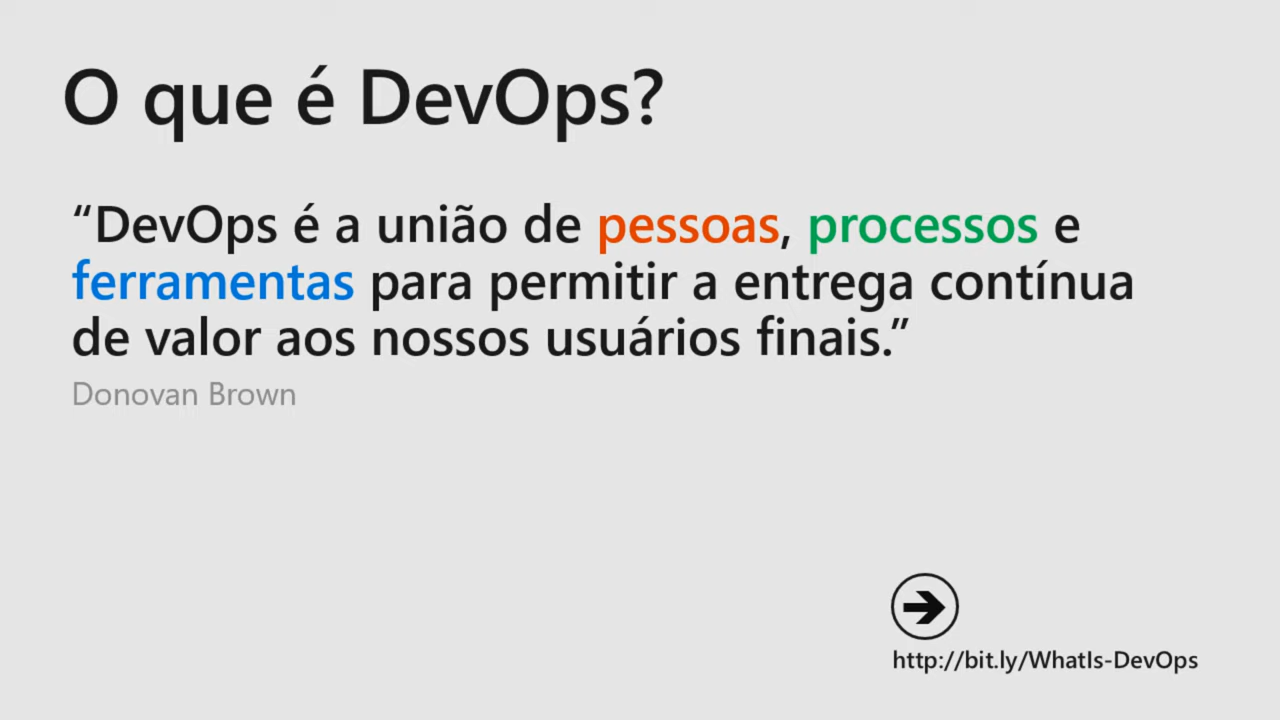 O que é DevOps?
“DevOps é a união de pessoas, processos e
ferramentas para permitir a entrega contínua
de valor aos nossos usuários finais.”
Donovan Brown
http://bit.ly/WhatIs-DevOps